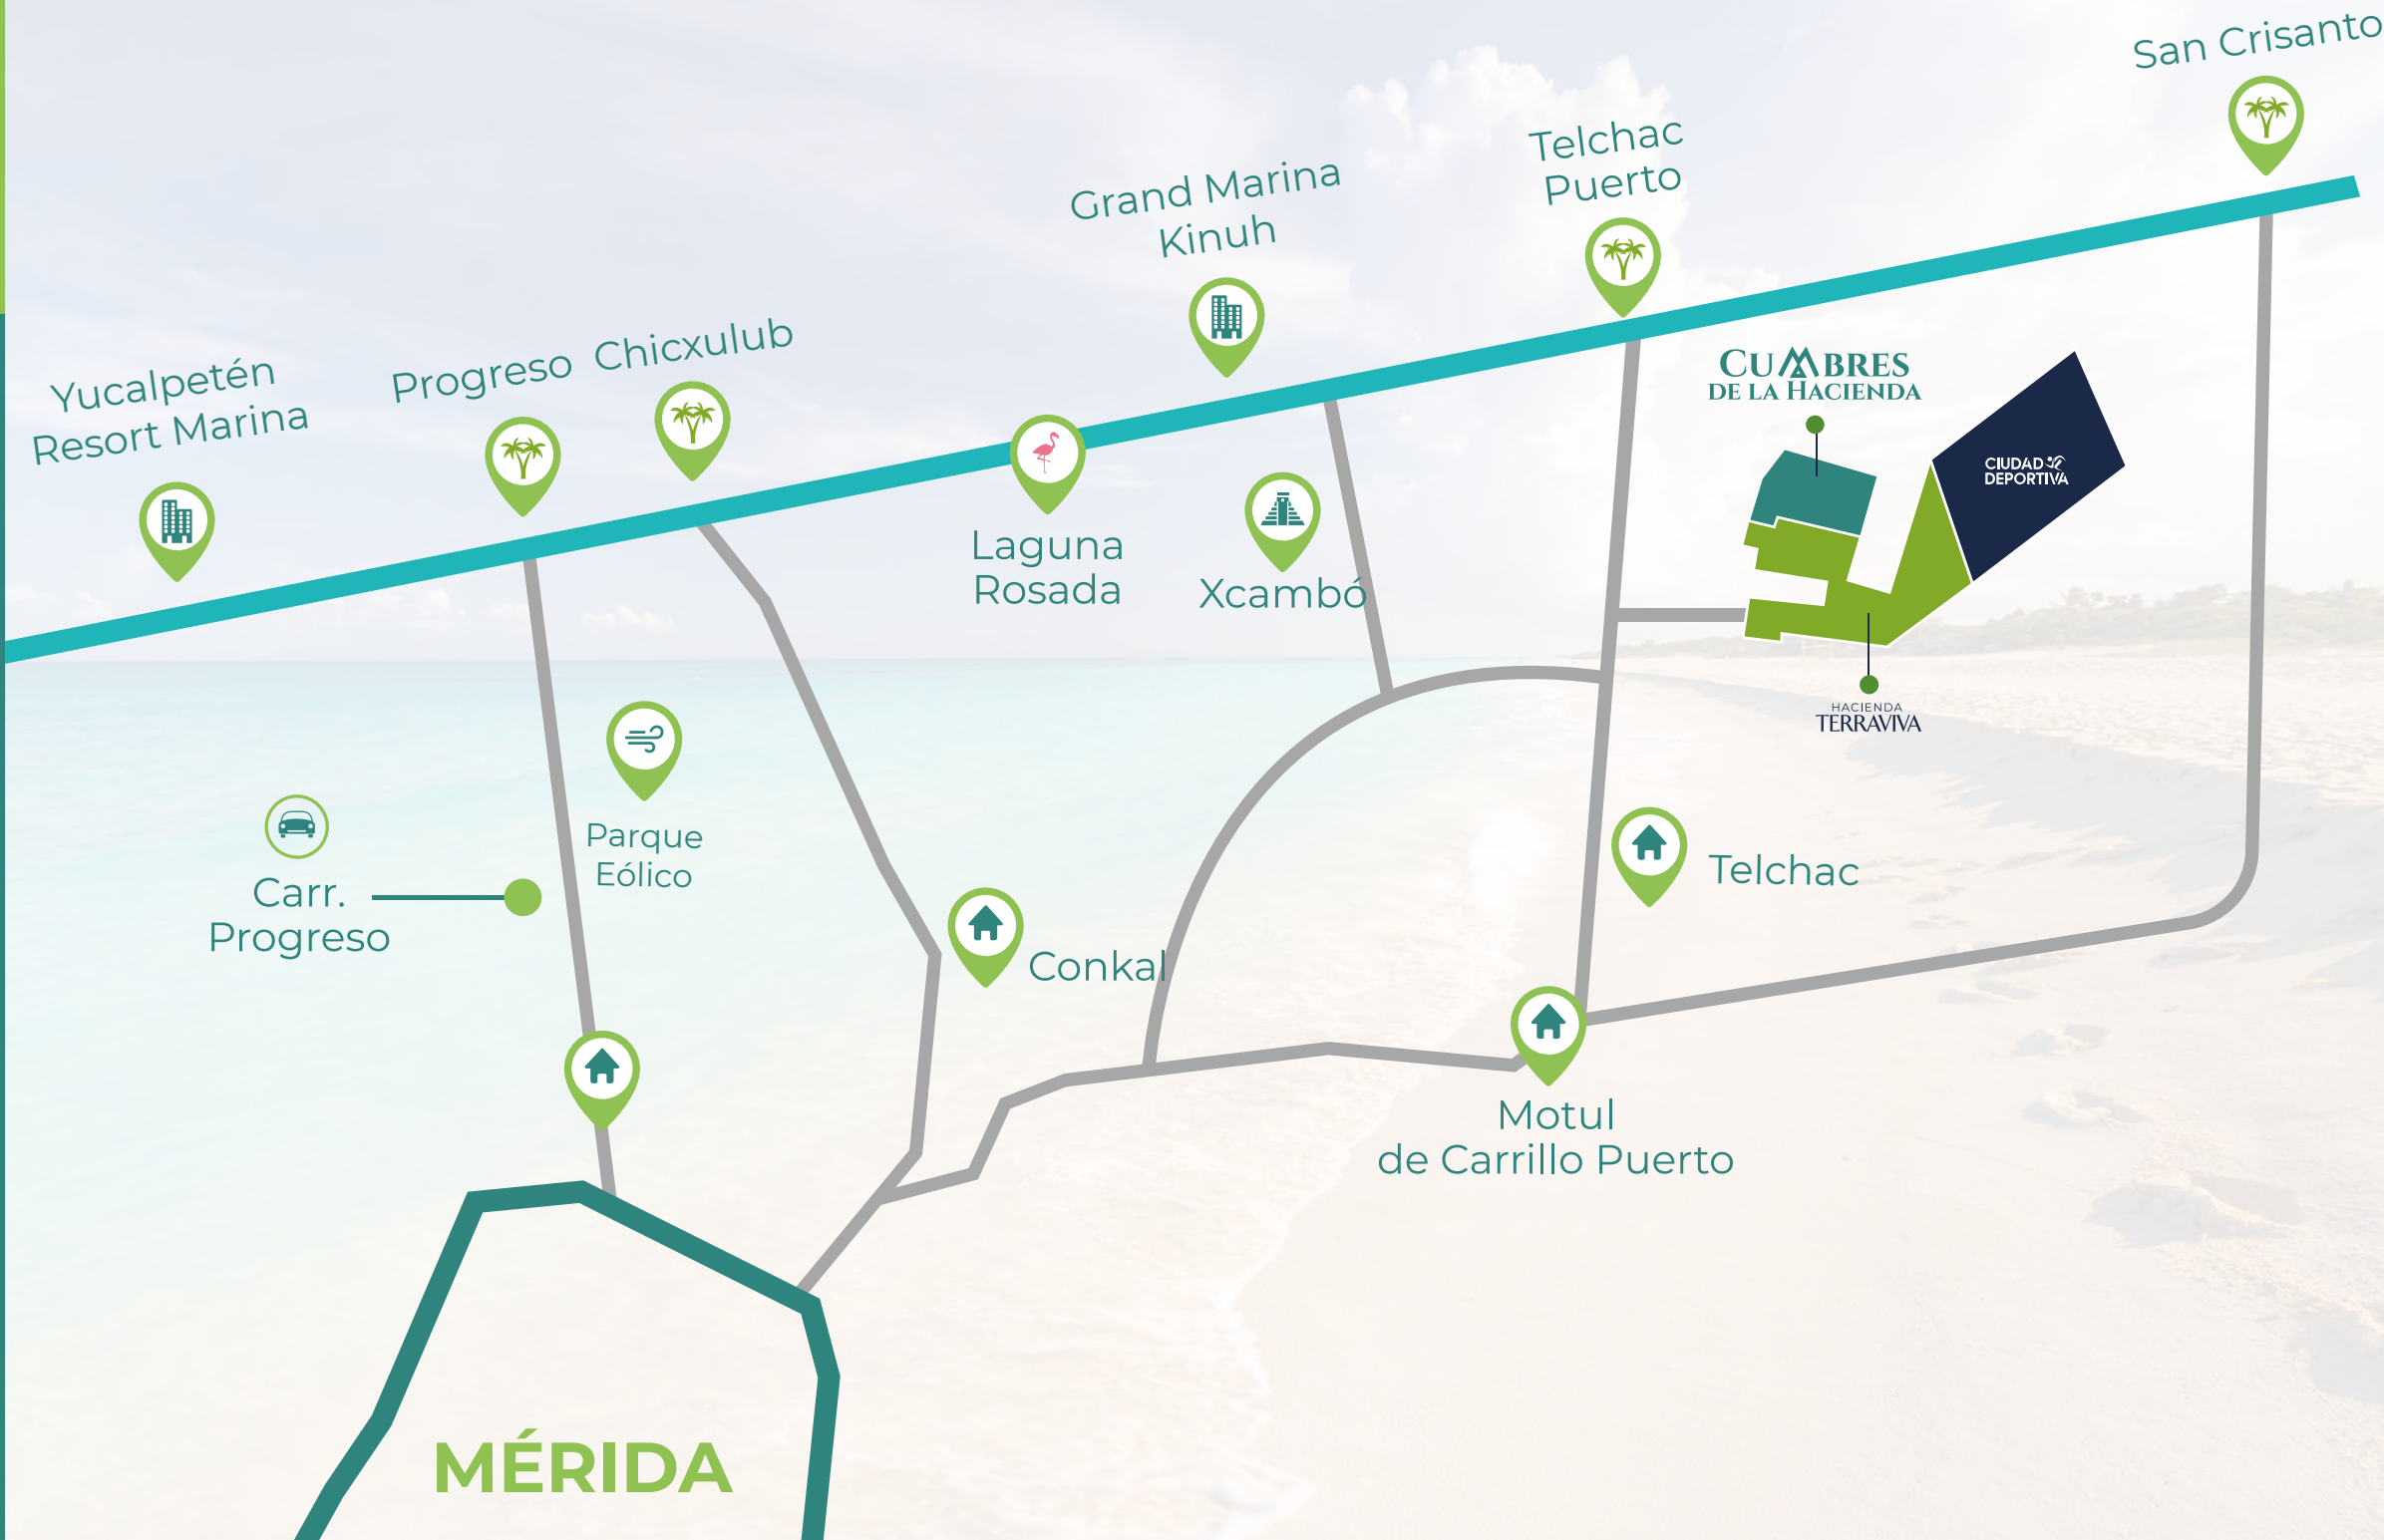 San Crisanto
Telchac
Puerto
Grand Marina
Kinuh
Chicxulub
Progreso
Yucalpetén
Resort Marina
CUMBRES
DE LA HACIENDA
CIUDAD
DEPORTIVA
Laguna
Rosada
Xcambó
HACIENDA
TERRAVIVA
Parque
Eólico
Carr.
Progreso
Telchac
Conkal
Motul
de Carrillo Puerto
MÉRIDA